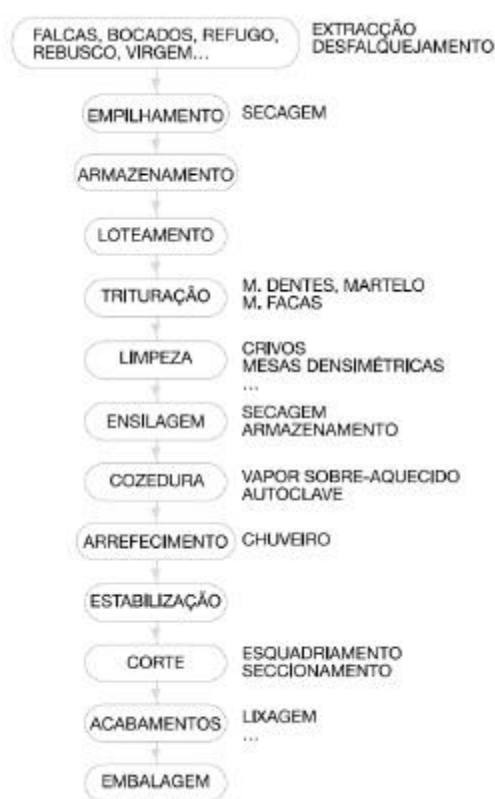 FALCAS, BOCADOS, REFUGO,
REBUSCO, VIRGEM...
EXTRACÇÃO
DESFALQUEJAMENTO
EMPILHAMENTO
SECAGEM
ARMAZENAMENTO
LOTEAMENTO
TRITURAÇÃO
M. DENTES, MARTELO
M. FACAS
LIMPEZA
CRIVOS
MESAS DENSIMÉTRICAS
...
ENSILAGEM
SECAGEM
ARMAZENAMENTO
COZEDURA
VAPOR SOBRE-AQUECIDO
AUTOCLAVE
ARREFECIMENTO
CHUVEIRO
ESTABILIZAÇÃO
CORTE
ESQUADRIAMENTO
SECCIONAMENTO
ACABAMENTOS
LIXAGEM
...
EMBALAGEM